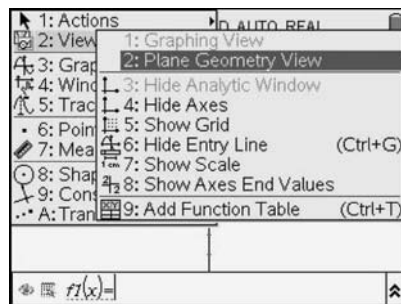 1: Actions
D AUTO REAL
2: View
1: Graphing View
2: Plane Geometry View
3: Grap
3: Hide Analytic Window
4: Wind
4: Hide Axes
5: Trac
5: Show Grid
6: Poin
6: Hide Entry Line (Ctrl+G)
7: Mea
7: Show Scale
8: Shap
8: Show Axes End Values
9: Cons
9: Add Function Table (Ctrl+T)
A: Tran
f1(x)=